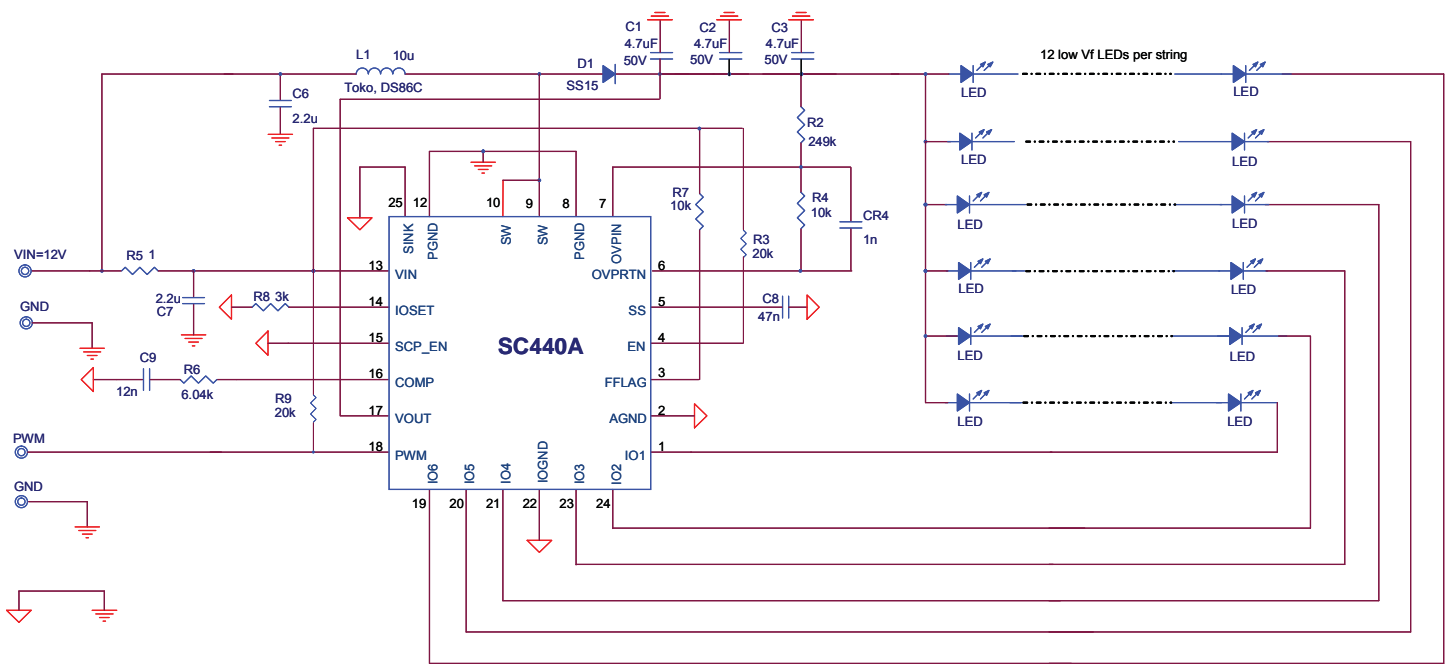 C1
4.7uF
50V
C2
4.7uF
50V
C3
4.7uF
50V
L1 10u
Toko, DS86C
D1
SS15
12 low Vf LEDs per string
LED
LED
C6
2.2u
R2
249k
LED
LED
R7
10k
R4
10k
CR4
1n
LED
LED
25
12
10
9
8
7
SINK
PGND
SW
SW
PGND
OVPIN
R3
20k
VIN=12V
R5 1
13
VIN
OVPRTN
6
LED
LED
2.2u
C7
R8 3k
14
IOSET
SS
5
C8
47n
GND
15
SCP_EN
SC440A
EN
4
LED
LED
C9
12n
R6
6.04k
16
COMP
FFLAG
3
R9
20k
17
VOUT
AGND
2
LED
LED
PWM
18
PWM
IO1
1
IO6
IO5
IO4
IOGND
IO3
IO2
19
20
21
22
23
24
GND